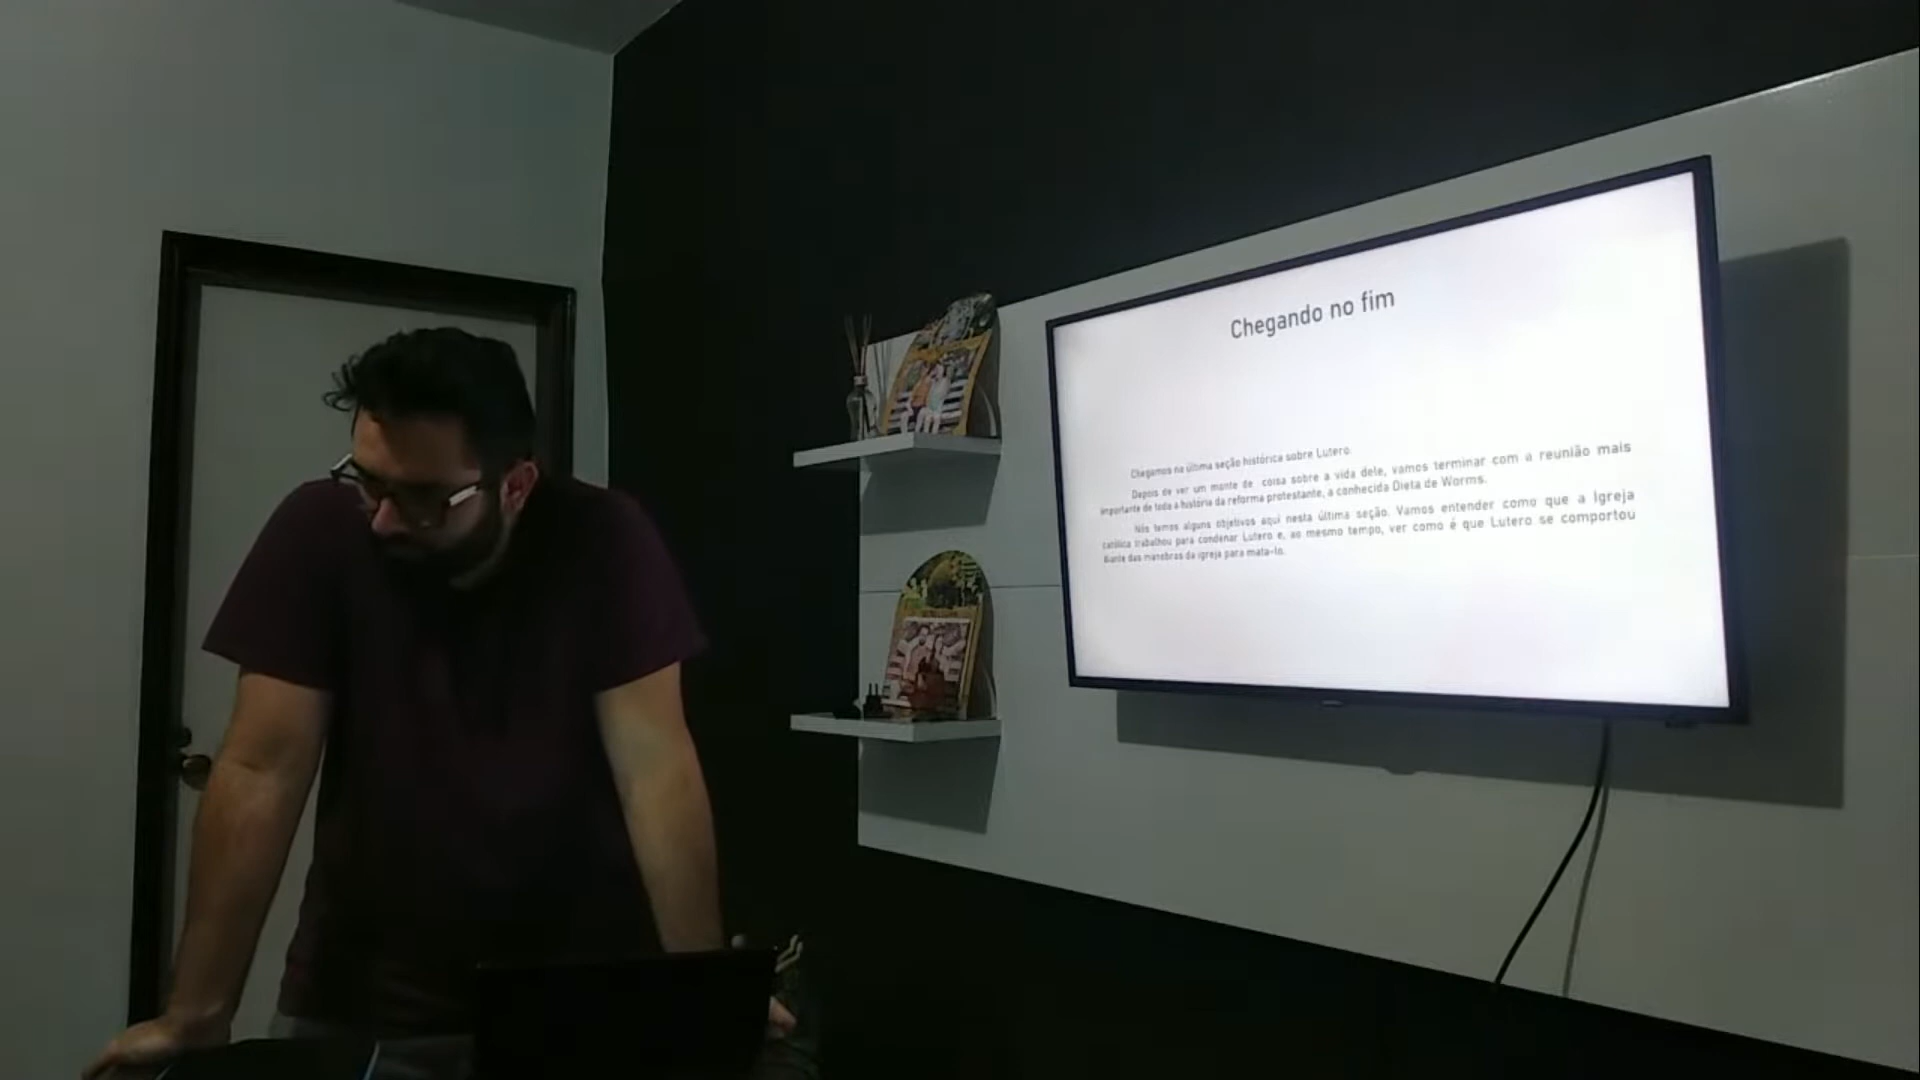 Chegando no fim
Chegamos na última seção histórica sobre Lutero.
Depois de ver um monte de coisa sobre a vida dele, vamos terminar com a reunião mais
importante de toda a história da reforma protestante, a conhecida Dieta de Worms.
Nós temos alguns objetivos aqui nesta última seção. Vamos entender como que a Igreja
católica trabalhou para condenar Lutero e, ao mesmo tempo, ver como é que Lutero se comportou
diante das manobras da igreja para mata-lo.